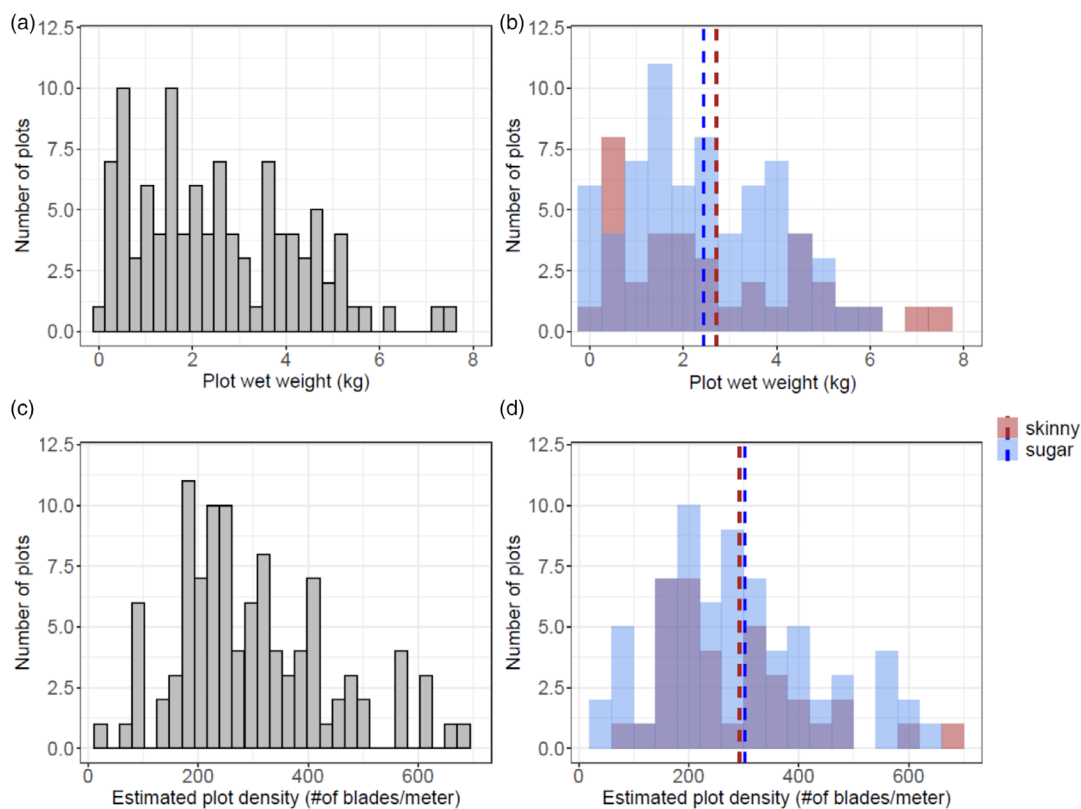 (a)
12.5
10.0
7.5
5.0
2.5
0.0
Number of plots
0 2 4 6 8
Plot wet weight (kg)
(b)
12.5
10.0
7.5
5.0
2.5
0.0
Number of plots
0 2 4 6 8
Plot wet weight (kg)
(c)
12.5
10.0
7.5
5.0
2.5
0.0
Number of plots
0 200 400 600
Estimated plot density (#of blades/meter)
(d)
12.5
10.0
7.5
5.0
2.5
0.0
Number of plots
0 200 400 600
Estimated plot density (#of blades/meter)
skinny
sugar